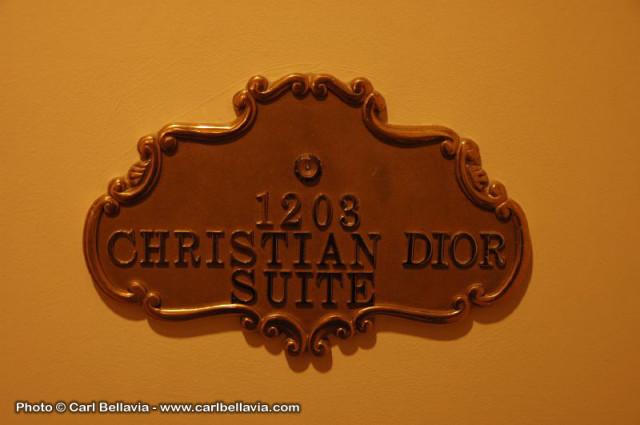 1203
CHRISTIAN DIOR
SUITE
Photo © Carl Bellavia - www.carlbellavia.com